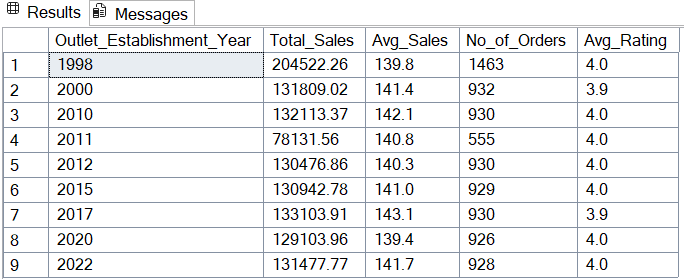 Results Messages
Outlet_Establishment_Year Total_Sales Avg_Sales No_of_Orders Avg_Rating
1 1998 204522.26 139.8 1463 4.0
2 2000 131809.02 141.4 932 3.9
3 2010 132113.37 142.1 930 4.0
4 2011 78131.56 140.8 555 4.0
5 2012 130476.86 140.3 930 4.0
6 2015 130942.78 141.0 929 4.0
7 2017 133103.91 143.1 930 3.9
8 2020 129103.96 139.4 926 4.0
9 2022 131477.77 141.7 928 4.0